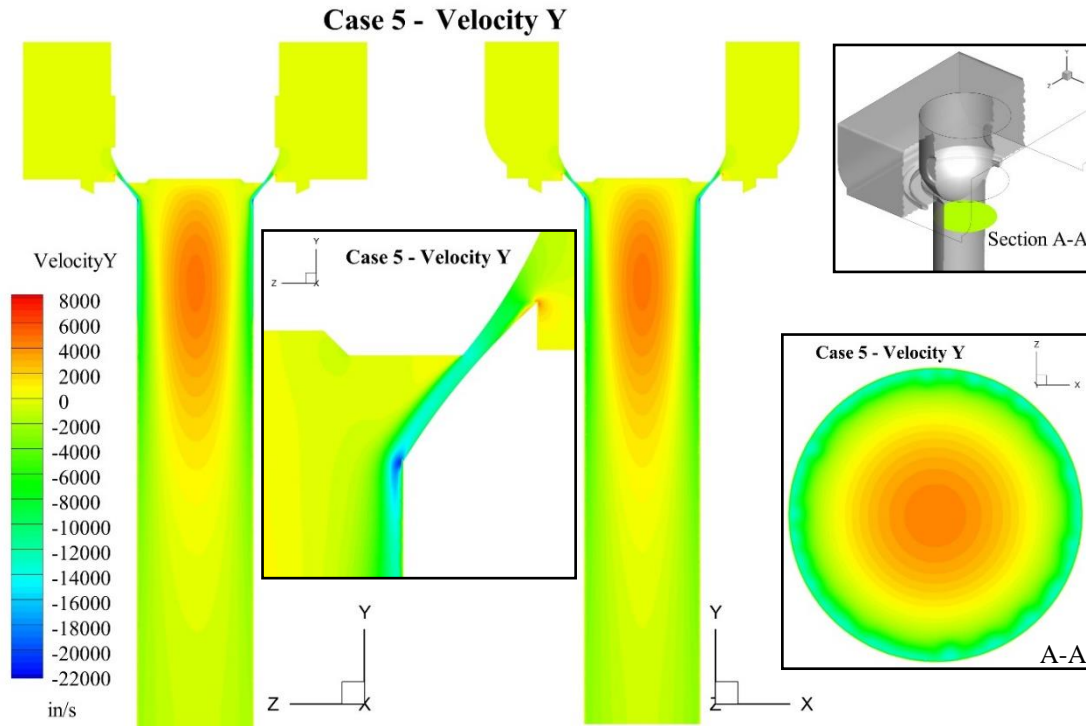 Case 5 - Velocity Y
Y
Z
Section A-A
VelocityY
8000
6000
4000
2000
0
-2000
-4000
-6000
-8000
-10000
-12000
-14000
-16000
-18000
-20000
-22000
in/s
Y
Z X
Case 5 - Velocity Y
Case 5 - Velocity Y
Z
Y X
A-A
Y
Z X
Y
Z X